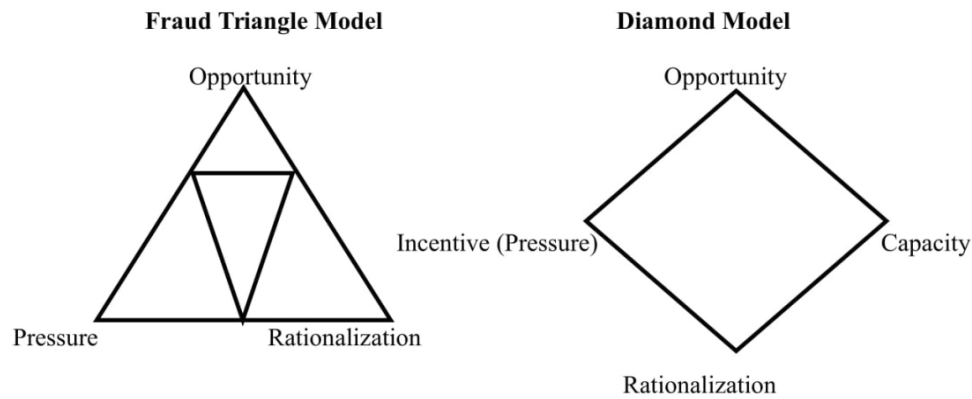 Fraud Triangle Model
Opportunity
Pressure
Rationalization
Diamond Model
Opportunity
Incentive (Pressure)
Capacity
Rationalization